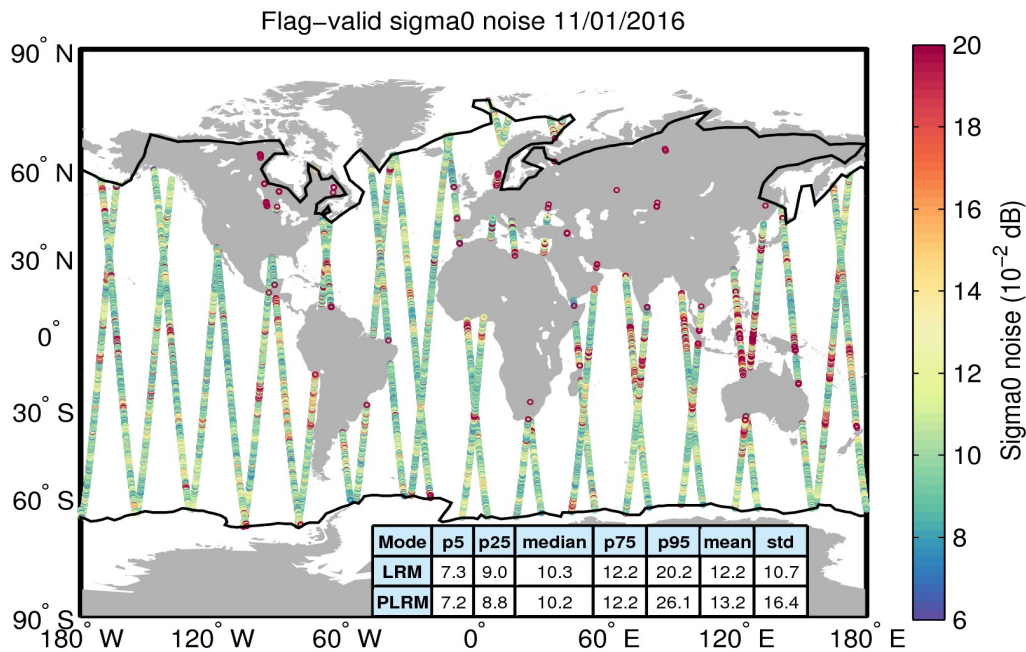 Flag−valid sigma0 noise 11/01/2016
90° N
60° N
30° N
0°
30° S
60° S
90° S
180° W 120° W 60° W 0° 60° E 120° E 180° E
Mode p5 p25 median p75 p95 mean std
LRM 7.3 9.0 10.3 12.2 20.2 12.2 10.7
PLRM 7.2 8.8 10.2 12.2 26.1 13.2 16.4
20
18
16
14
12
10
8
6
Sigma0 noise (10⁻² dB)